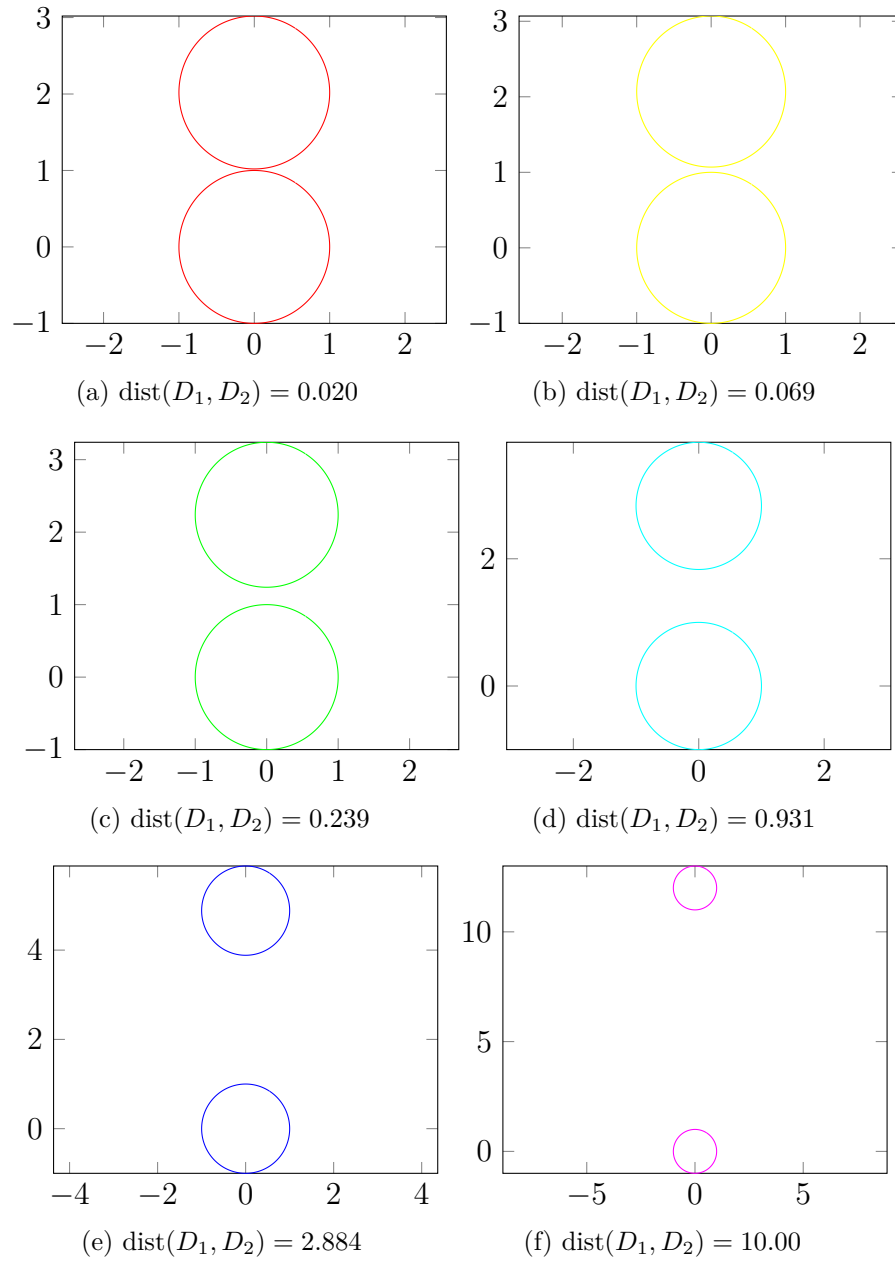 3
2
1
0
−1
−2 −1 0 1 2
(a) dist(D₁, D₂) = 0.020
3
2
1
0
−1
−2 −1 0 1 2
(b) dist(D₁, D₂) = 0.069
3
2
1
0
−1
−2 −1 0 1 2
(c) dist(D₁, D₂) = 0.239
2
0
−2 0 2
(d) dist(D₁, D₂) = 0.931
4
2
0
−4 −2 0 2 4
(e) dist(D₁, D₂) = 2.884
10
5
0
−5 0 5
(f) dist(D₁, D₂) = 10.00